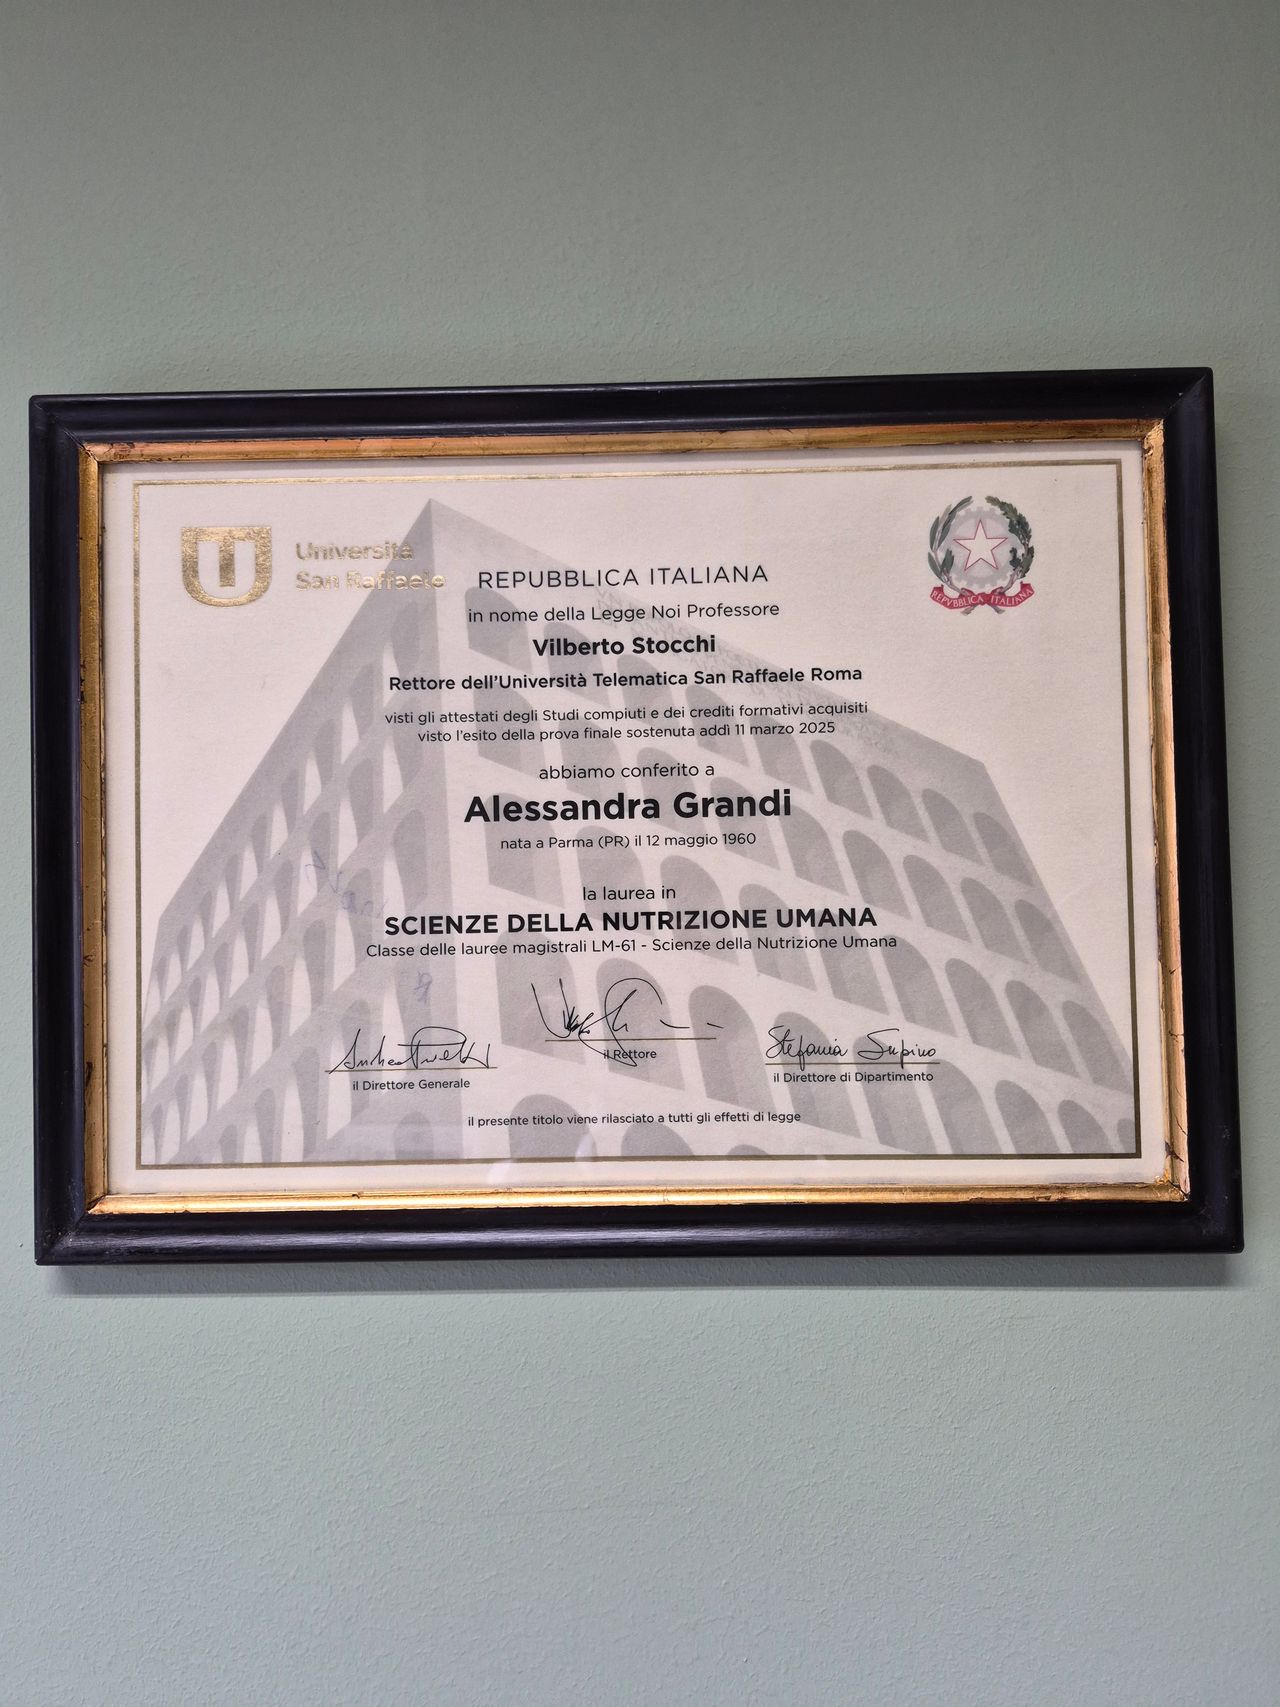 Università
San Raffaele
REPUBBLICA ITALIANA
REPVBBLICA ITALIANA
in nome della Legge Noi Professore
Vilberto Stocchi
Rettore dell'Università Telematica San Raffaele Roma
visti gli attestati degli Studi compiuti e dei crediti formativi acquisiti
visto l'esito della prova finale sostenuta addì 11 marzo 2025
abbiamo conferito a
Alessandra Grandi
nata a Parma (PR) il 12 maggio 1960
la laurea in
SCIENZE DELLA NUTRIZIONE UMANA
Classe delle lauree magistrali LM-61 - Scienze della Nutrizione Umana
Stefania Supino
il Direttore Generale
il Rettore
il Direttore di Dipartimento
il presente titolo viene rilasciato a tutti gli effetti di legge